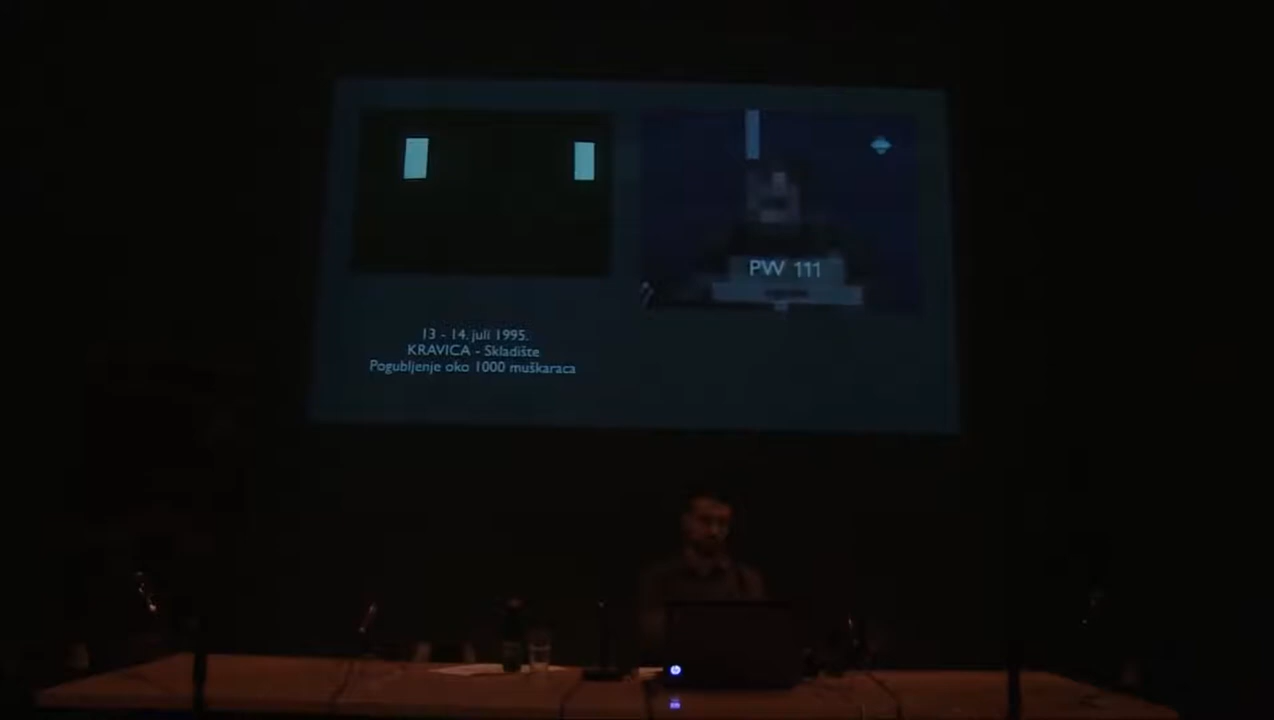 PW 111
13 - 14. juli 1995.
KRAVICA - Skladište
Pogubljenje oko 1000 muškaraca